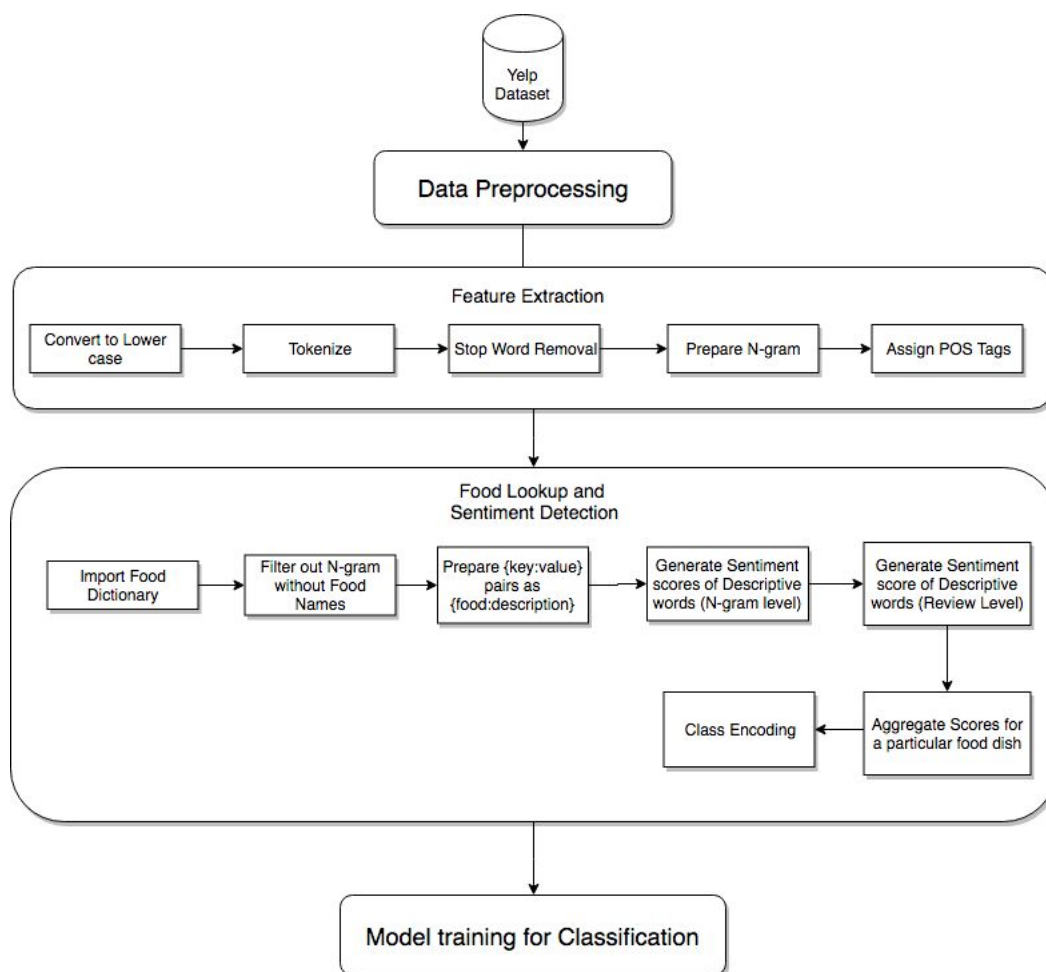 Yelp
Dataset
Data Preprocessing
Feature Extraction
Convert to Lower
case
Tokenize
Stop Word Removal
Prepare N-gram
Assign POS Tags
Food Lookup and
Sentiment Detection
Import Food
Dictionary
Filter out N-gram
without Food
Names
Prepare {key:value}
pairs as
{food:description}
Generate Sentiment
scores of Descriptive
words (N-gram level)
Generate Sentiment
score of Descriptive
words (Review Level)
Class Encoding
Aggregate Scores for
a particular food dish
Model training for Classification